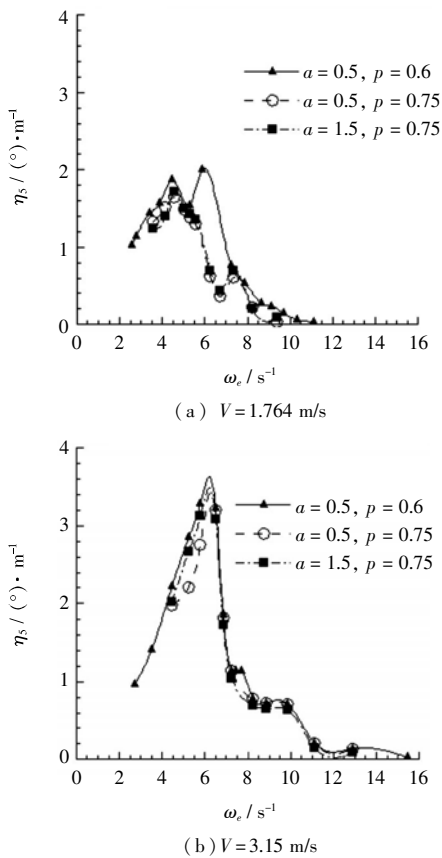 4
3
2
1
0
η₅ / (°)·m⁻¹
a = 0.5, p = 0.6
a = 0.5, p = 0.75
a = 1.5, p = 0.75
0 2 4 6 8 10 12 14 16
ωₑ / s⁻¹
(a) V = 1.764 m/s
4
3
2
1
0
η₅ / (°)·m⁻¹
a = 0.5, p = 0.6
a = 0.5, p = 0.75
a = 1.5, p = 0.75
0 2 4 6 8 10 12 14 16
ωₑ / s⁻¹
(b) V = 3.15 m/s